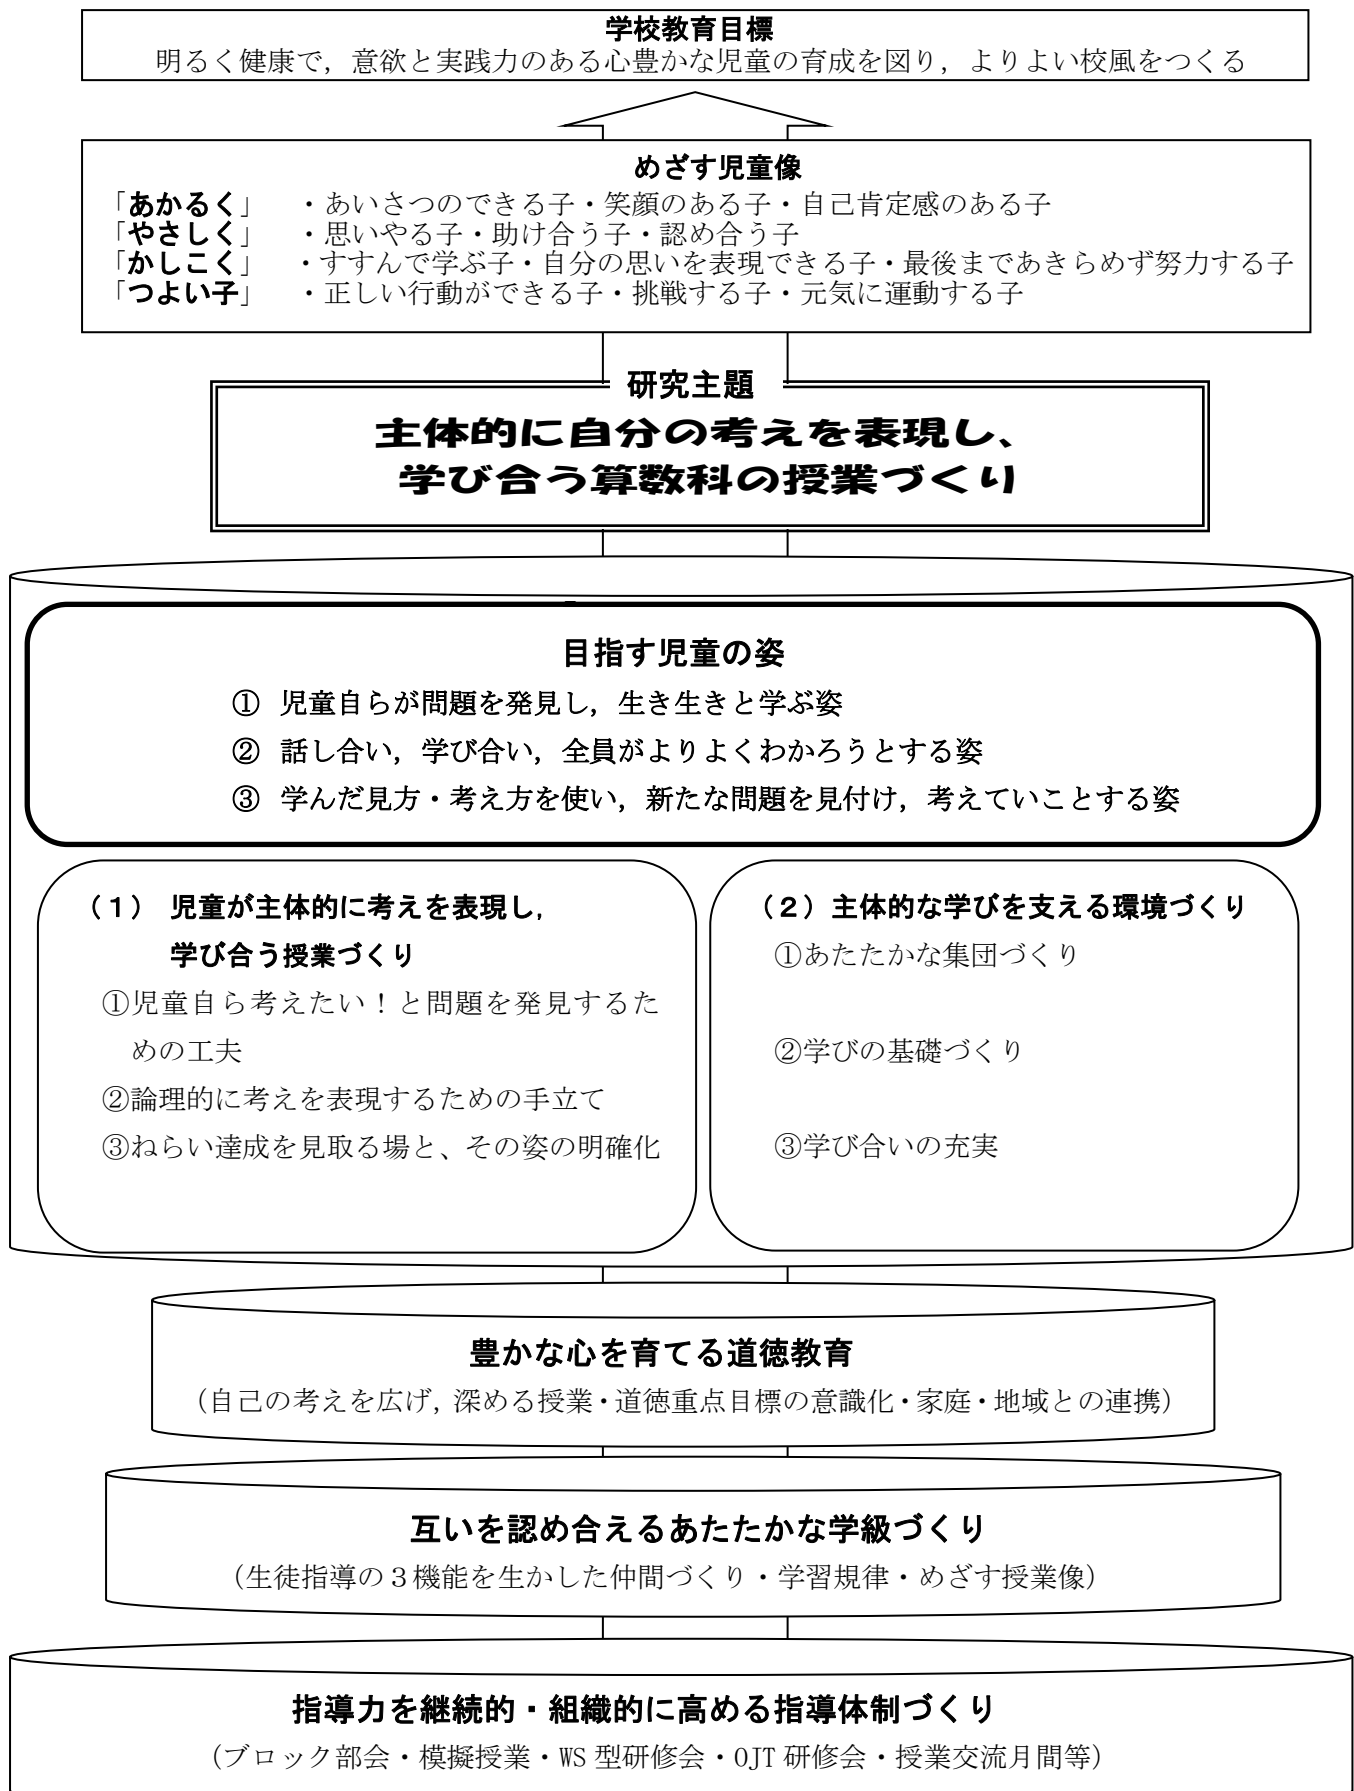 学校教育目標
明るく健康で，意欲と実践力のある心豊かな児童の育成を図り，よりよい校風をつくる
めざす児童像
「あかるく」　・あいさつのできる子・笑顔のある子・自己肯定感のある子
「やさしく」　・思いやる子・助け合う子・認め合う子
「かしこく」　・すすんで学ぶ子・自分の思いを表現できる子・最後まであきらめず努力する子
「つよい子」　・正しい行動ができる子・挑戦する子・元気に運動する子
研究主題
主体的に自分の考えを表現し、
学び合う算数科の授業づくり
目指す児童の姿
①　児童自らが問題を発見し，生き生きと学ぶ姿
②　話し合い，学び合い，全員がよりよくわかろうとする姿
③　学んだ見方・考え方を使い，新たな問題を見付け，考えていことする姿
（１）　児童が主体的に考えを表現し，
学び合う授業づくり
①児童自ら考えたい！と問題を発見するた
めの工夫
②論理的に考えを表現するための手立て
③ねらい達成を見取る場と、その姿の明確化
（２）主体的な学びを支える環境づくり
①あたたかな集団づくり
②学びの基礎づくり
③学び合いの充実
豊かな心を育てる道徳教育
（自己の考えを広げ，深める授業・道徳重点目標の意識化・家庭・地域との連携）
互いを認め合えるあたたかな学級づくり
（生徒指導の３機能を生かした仲間づくり・学習規律・めざす授業像）
指導力を継続的・組織的に高める指導体制づくり
（ブロック部会・模擬授業・WS型研修会・OJT研修会・授業交流月間等）